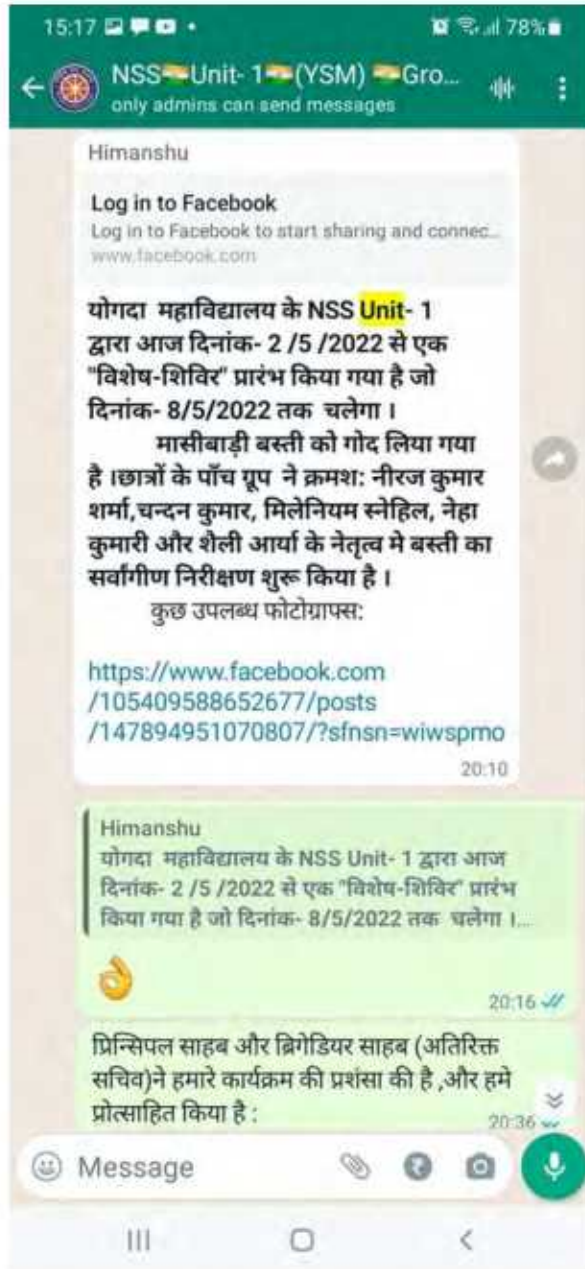 15:17 78%
NSS Unit- 1 (YSM) Gro...
only admins can send messages
Himanshu
Log in to Facebook
Log in to Facebook to start sharing and connec...
www.facebook.com
योगदा महाविद्यालय के NSS Unit- 1
द्वारा आज दिनांक- 2 /5 /2022 से एक
"विशेष-शिविर" प्रारंभ किया गया है जो
दिनांक- 8/5/2022 तक चलेगा ।
मासीबाड़ी बस्ती को गोद लिया गया
है ।छात्रों के पाँच ग्रूप ने क्रमश: नीरज कुमार
शर्मा,चन्दन कुमार, मिलेनियम स्नेहिल, नेहा
कुमारी और शैली आर्या के नेतृत्व मे बस्ती का
सर्वांगीण निरीक्षण शुरू किया है ।
कुछ उपलब्ध फोटोग्राफ्स:
https://www.facebook.com
/105409588652677/posts
/147894951070807/?sfnsn=wiwspmo
20:10
Himanshu
योगदा महाविद्यालय के NSS Unit- 1 द्वारा आज
दिनांक- 2 /5 /2022 से एक "विशेष-शिविर" प्रारंभ
किया गया है जो दिनांक- 8/5/2022 तक चलेगा ।...
20:16
प्रिन्सिपल साहब और ब्रिगेडियर साहब (अतिरिक्त
सचिव)ने हमारे कार्यक्रम की प्रशंसा की है ,और हमे
प्रोत्साहित किया है :
20:36
Message